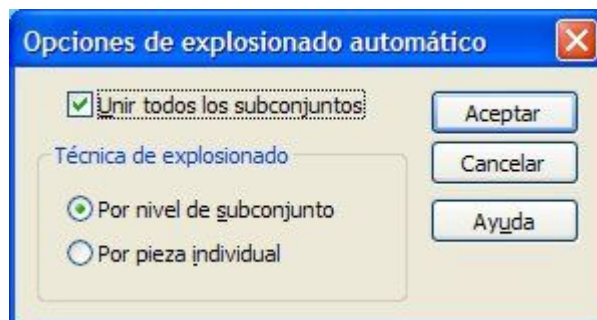 Opciones de explosionado automático
Unir todos los subconjuntos
Aceptar
Técnica de explosionado
Cancelar
Por nivel de subconjunto
Ayuda
Por pieza individual